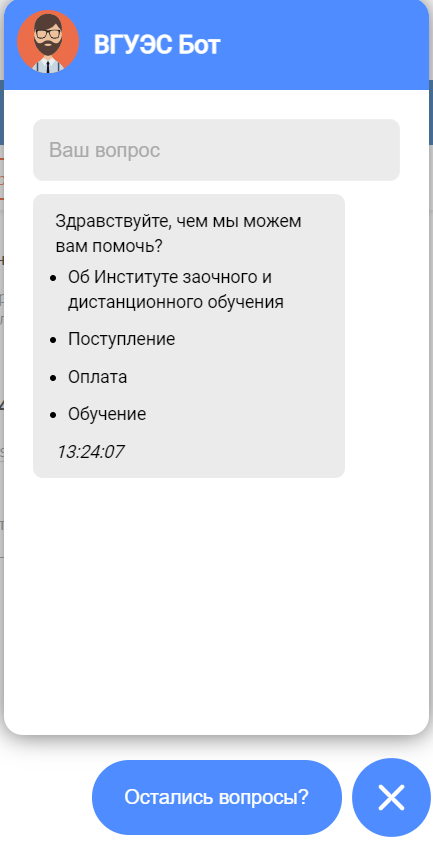 ВГУЭС Бот
Ваш вопрос
Здравствуйте, чем мы можем
вам помочь?
Об Институте заочного и
дистанционного обучения
Поступление
Оплата
Обучение
13:24:07
Остались вопросы?